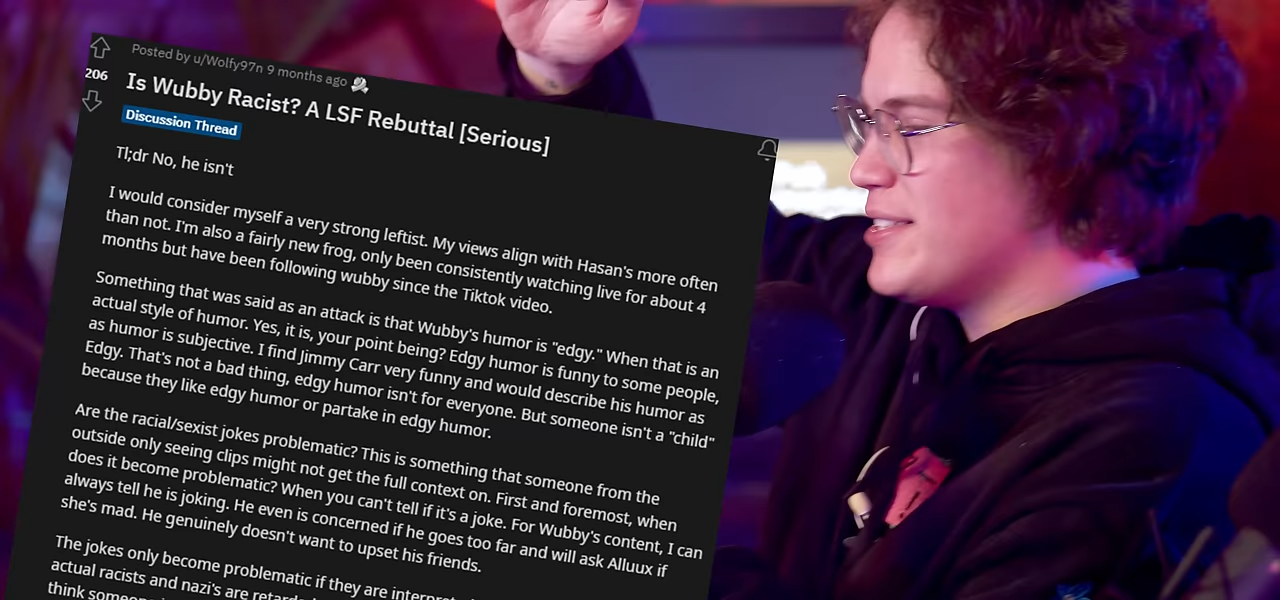 Posted by u/Wolfy97n 9 months ago
206
Is Wubby Racist? A LSF Rebuttal [Serious]
Discussion Thread
Tl;dr No, he isn't
I would consider myself a very strong leftist. My views align with Hasan's more often
than not. I'm also a fairly new frog, only been consistently watching live for about 4
months but have been following wubby since the Tiktok video.
Something that was said as an attack is that Wubby's humor is "edgy." When that is an
actual style of humor. Yes, it is, your point being? Edgy humor is funny to some people,
as humor is subjective. I find Jimmy Carr very funny and would describe his humor as
Edgy. That's not a bad thing, edgy humor isn't for everyone. But someone isn't a "child"
because they like edgy humor or partake in edgy humor.
Are the racial/sexist jokes problematic? This is something that someone from the
outside only seeing clips might not get the full context on. First and foremost, when
does it become problematic? When you can't tell if it's a joke. For Wubby's content, I can
always tell he is joking. He even is concerned if he goes too far and will ask Alluux if
she's mad. He genuinely doesn't want to upset his friends.
The jokes only become problematic if they are
actual racists and nazi's are
think